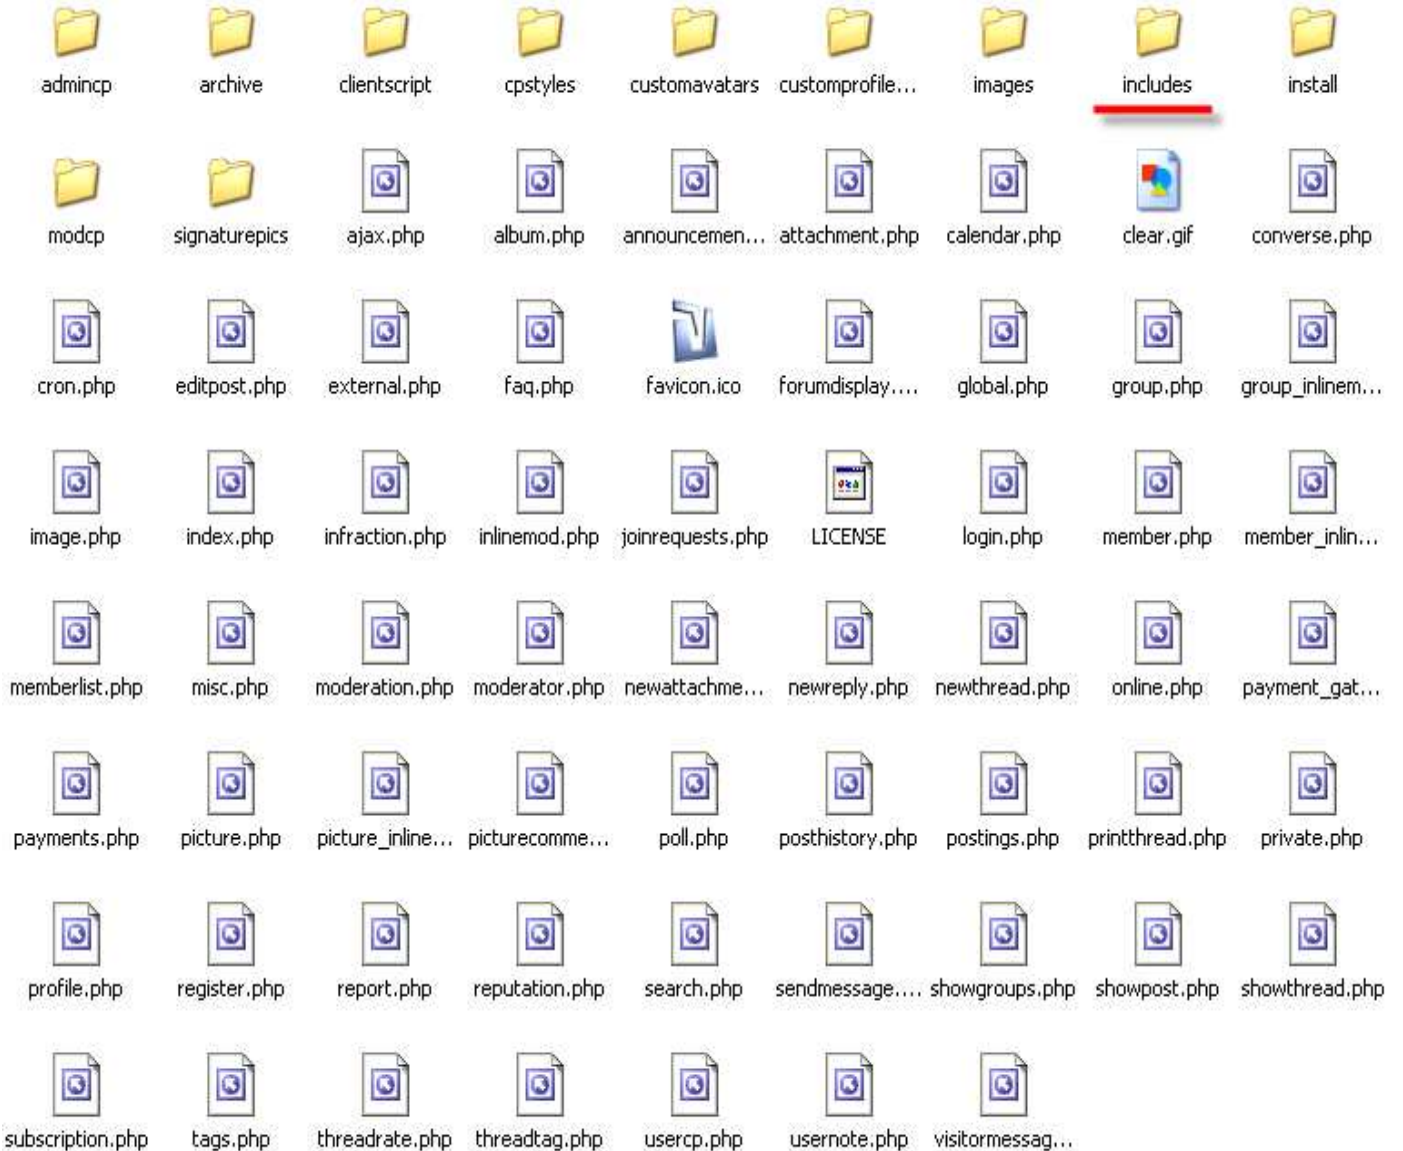 admincp archive clientscript cpstyles customavatars customprofile... images includes install
modcp signaturepics ajax.php album.php announcemen... attachment.php calendar.php clear.gif converse.php
cron.php editpost.php external.php faq.php favicon.ico forumdisplay.... global.php group.php group_inlinem...
image.php index.php infraction.php inlinemod.php joinrequests.php LICENSE login.php member.php member_inlin...
memberlist.php misc.php moderation.php moderator.php newattachme... newreply.php newthread.php online.php payment_gat...
payments.php picture.php picture_inline... picturecomme... poll.php posthistory.php postings.php printthread.php private.php
profile.php register.php report.php reputation.php search.php sendmessage.... showgroups.php showpost.php showthread.php
subscription.php tags.php threadrate.php threadtag.php usercp.php usernote.php visitormessag...